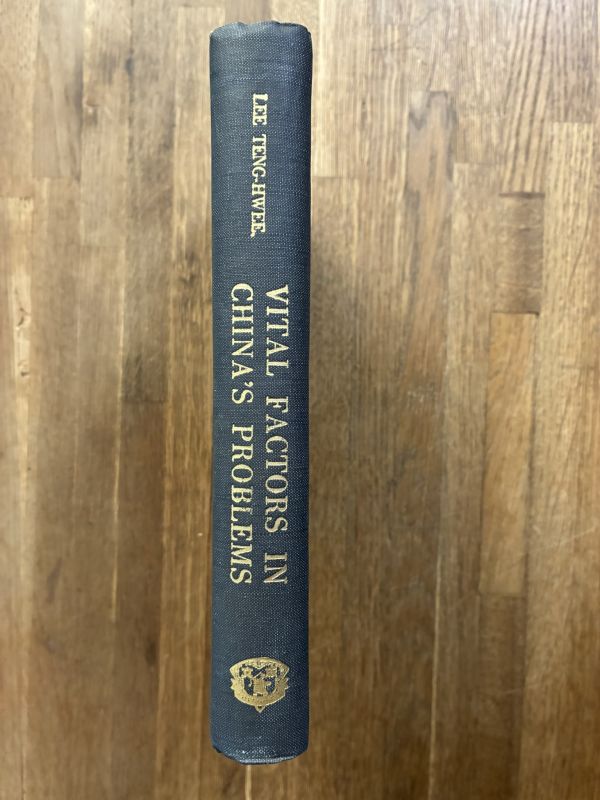 LEE TENG-HWEE,
VITAL FACTORS IN
CHINA'S PROBLEMS